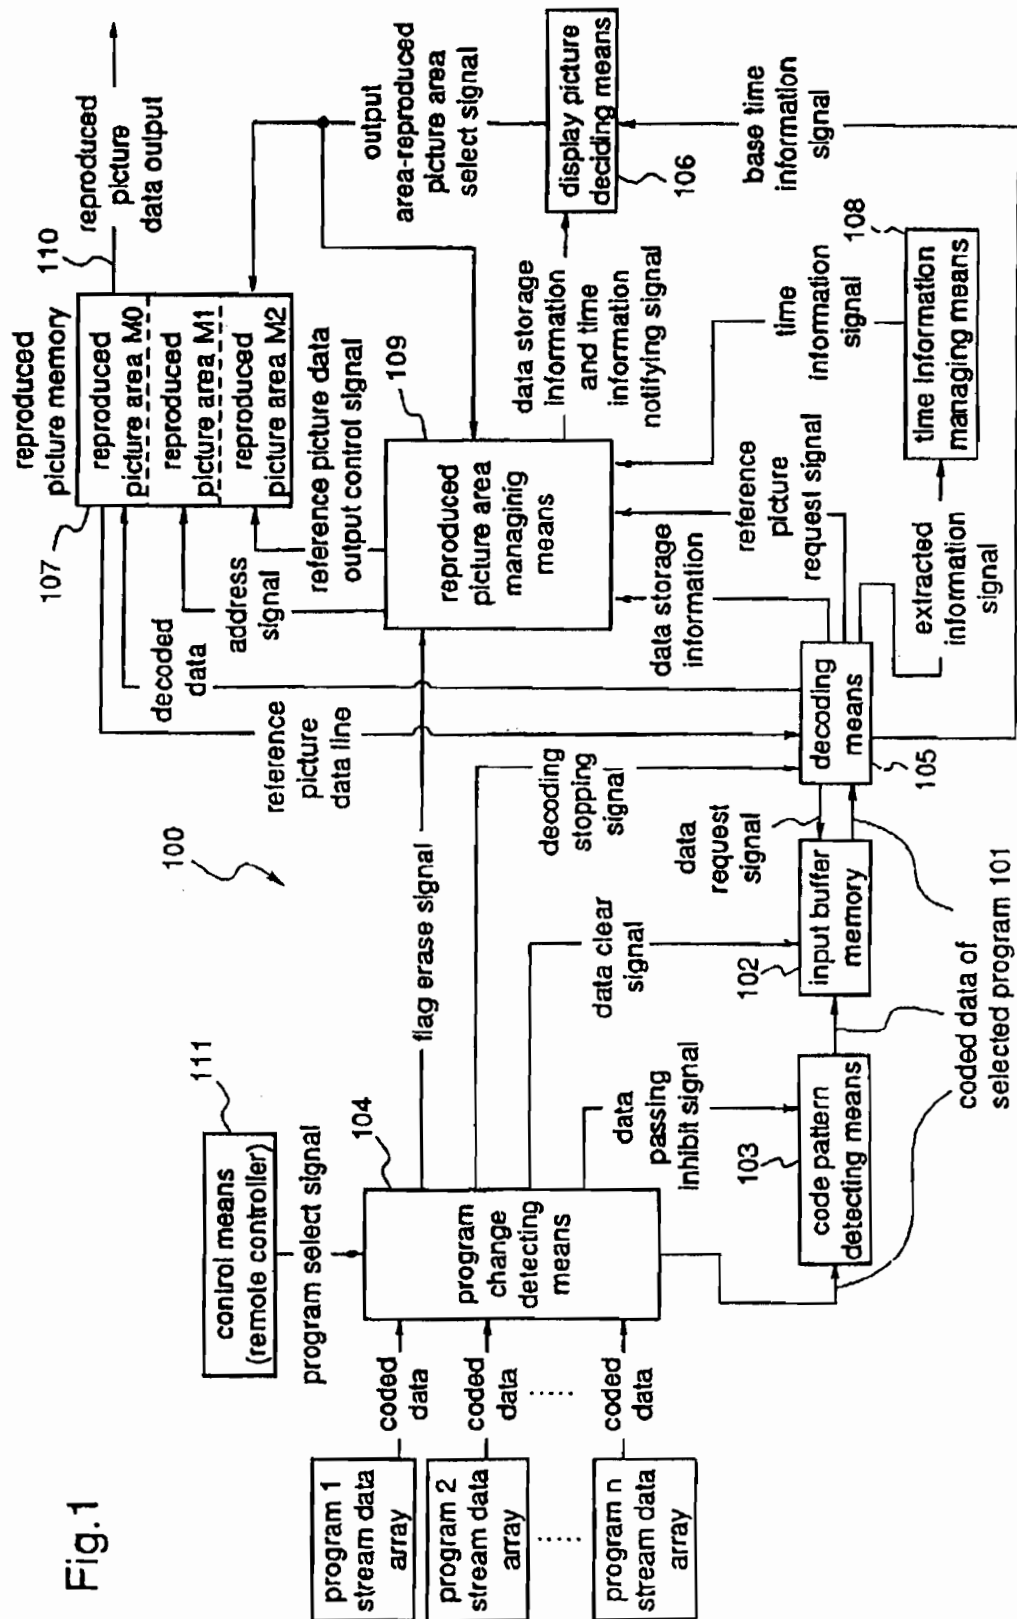 Fig.1
program 1
stream data
array
program 2
stream data
array
program n
stream data
array
coded
data
coded
data
coded
data
control means
(remote controller)
111
program select signal
program
change
detecting
means
104
100
flag erase signal
decoding
stopping
signal
data clear
signal
data
passing
inhibit signal
code pattern
detecting means
103
input buffer
memory
102
coded data of
selected program 101
data
request
signal
decoding
means
105
reference
picture
data line
decoded
data
address
signal
reference picture data
output control signal
reproduced
picture memory
107
reproduced
picture area M0
reproduced
picture area M1
reproduced
picture area M2
110
reproduced
picture
data output
reproduced
picture area
managinig
means
109
data storage
information
reference
picture
request signal
extracted
information
signal
time information
managing means
108
time
information
signal
data storage
information
and time
information
notifying signal
display picture
deciding means
106
output
area-reproduced
picture area
select signal
base time
information
signal